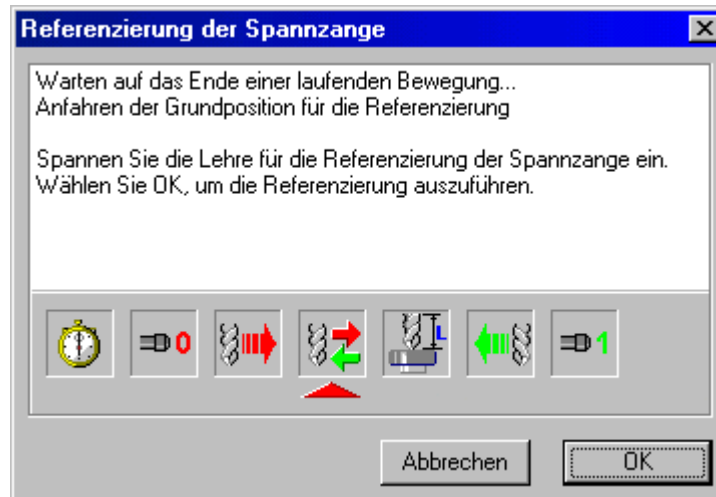 Referenzierung der Spannzange
Warten auf das Ende einer laufenden Bewegung...
Anfahren der Grundposition für die Referenzierung
Spannen Sie die Lehre für die Referenzierung der Spannzange ein.
Wählen Sie OK, um die Referenzierung auszuführen.
0
L
1
Abbrechen
OK